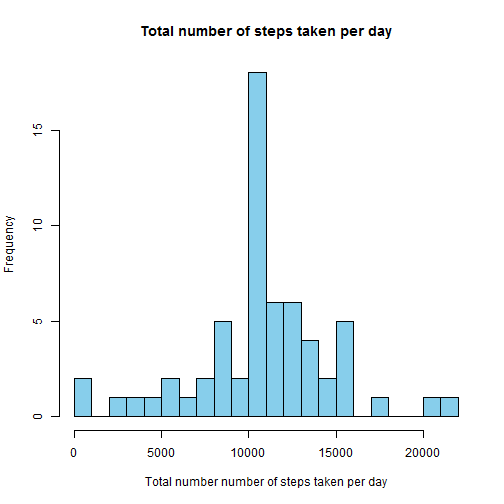 Total number of steps taken per day
Frequency
15
10
5
0
0 5000 10000 15000 20000
Total number number of steps taken per day